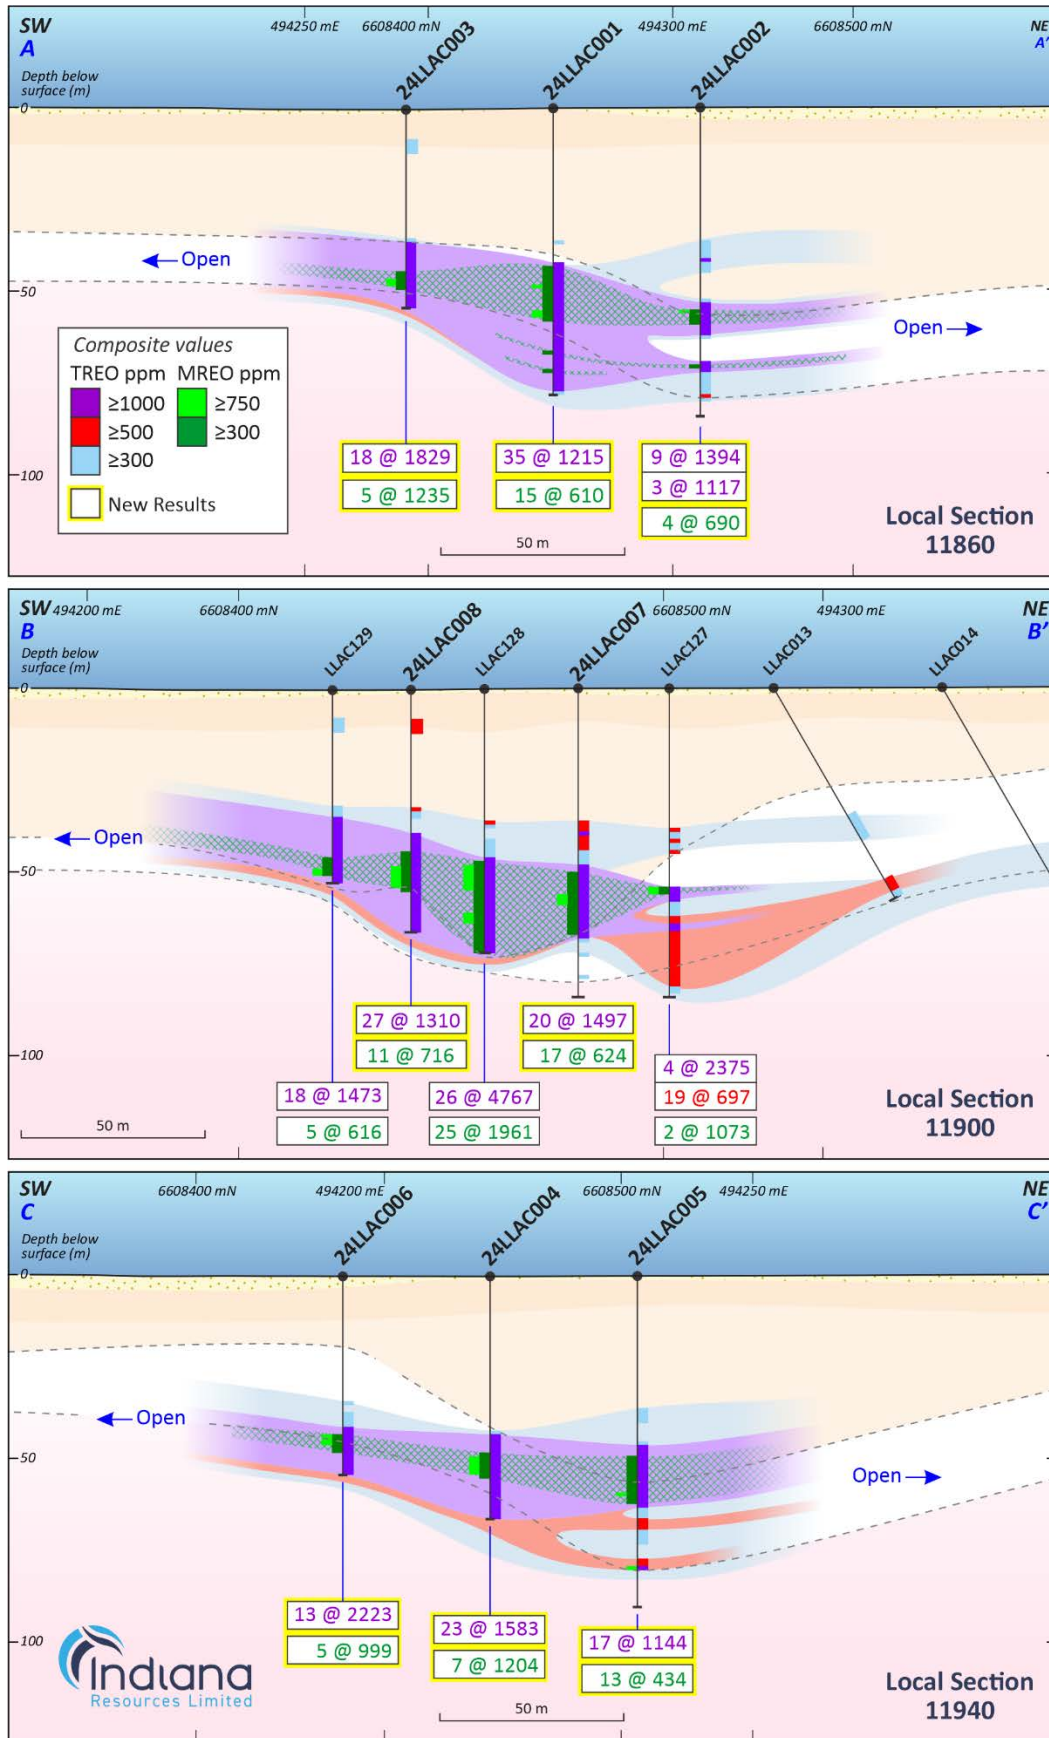 SW
A
494250 mE
6608400 mN
24LLAC003
24LLAC001
494300 mE
24LLAC002
6608500 mN
NE
A'
Depth below
surface (m)
0
Open
50
Open
Composite values
TREO ppm
MREO ppm
≥1000
≥750
≥500
≥300
≥300
New Results
100
18 @ 1829
5 @ 1235
35 @ 1215
15 @ 610
9 @ 1394
3 @ 1117
4 @ 690
50 m
Local Section
11860
SW
B
494200 mE
6608400 mN
LLAC129
24LLAC008
LLAC128
24LLAC007
6608500 mN
LLAC127
494300 mE
LLAC013
LLAC014
NE
B'
Depth below
surface (m)
0
Open
50
100
27 @ 1310
11 @ 716
20 @ 1497
17 @ 624
18 @ 1473
5 @ 616
26 @ 4767
25 @ 1961
4 @ 2375
19 @ 697
2 @ 1073
50 m
Local Section
11900
SW
C
6608400 mN
494200 mE
24LLAC006
24LLAC004
6608500 mN
24LLAC005
494250 mE
NE
C'
Depth below
surface (m)
0
Open
50
Open
100
13 @ 2223
5 @ 999
23 @ 1583
7 @ 1204
17 @ 1144
13 @ 434
50 m
Indiana
Resources Limited
Local Section
11940